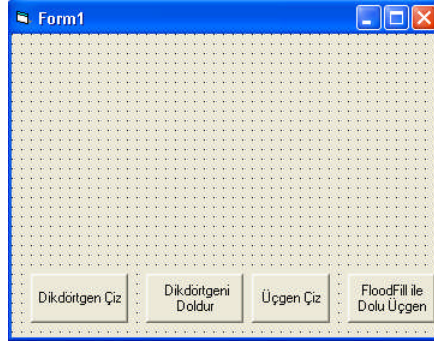 Form1
Dikdörtgen Çiz
Dikdörtgeni
Doldur
Üçgen Çiz
FloodFill ile
Dolu Üçgen